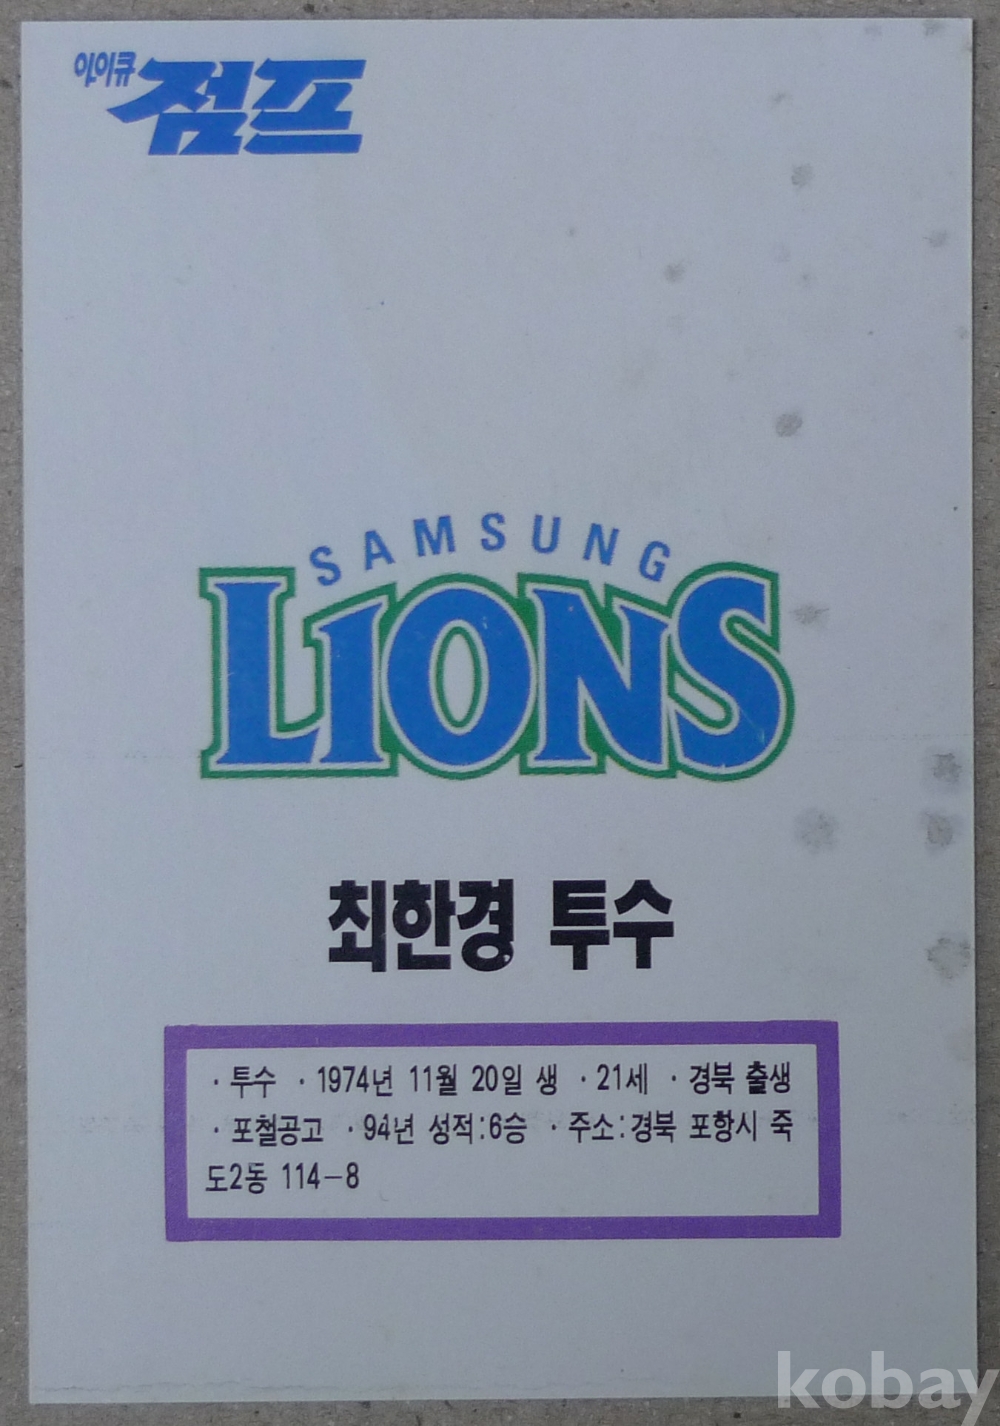 아이큐 점프
SAMSUNG
LIONS
최한경 투수
· 투수 · 1974년 11월 20일 생 · 21세 · 경북 출생
· 포철공고 · 94년 성적:6승 · 주소:경북 포항시 죽
도2동 114-8
kobay